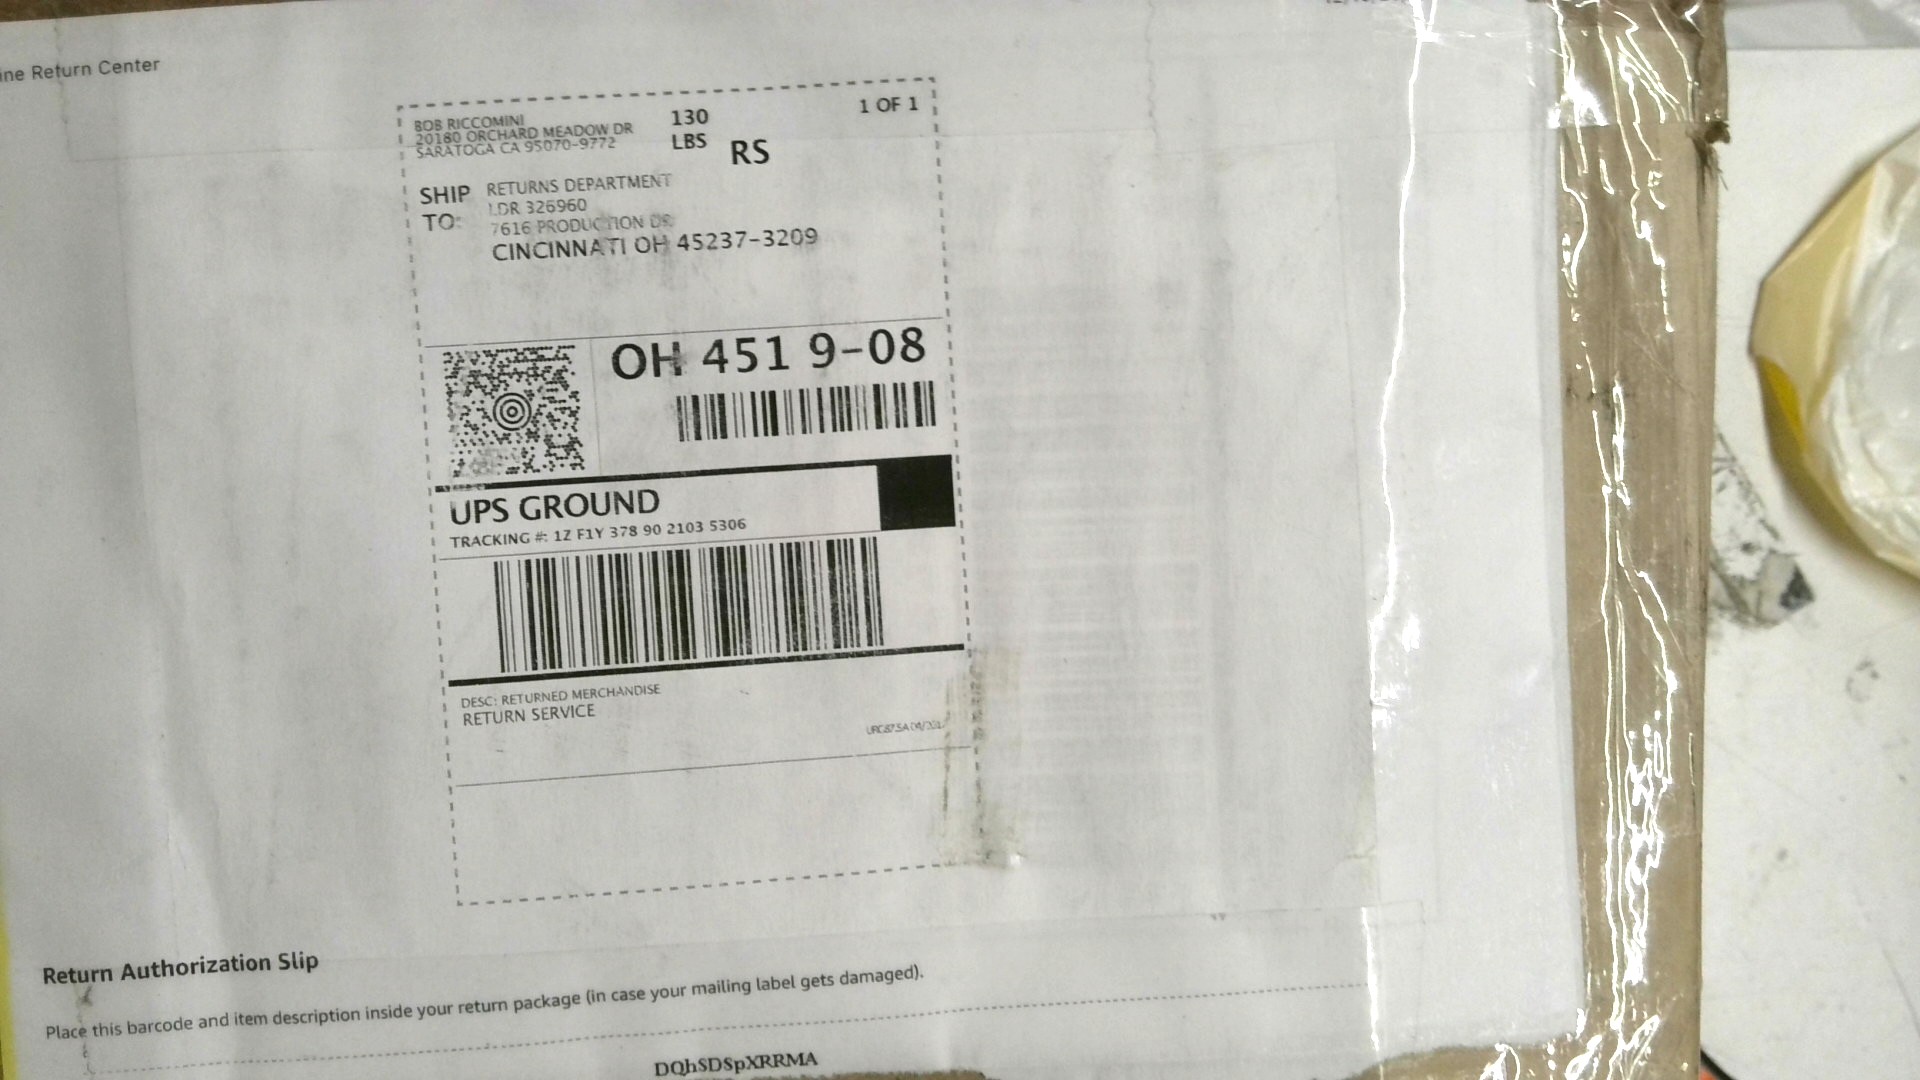 ine Return Center
BOB RICCOMINI
20180 ORCHARD MEADOW DR
SARATOGA CA 95070-9772
130
LBS
RS
1 OF 1
SHIP
TO:
RETURNS DEPARTMENT
LDR 326960
7616 PRODUCTION DR
CINCINNATI OH 45237-3209
OH 451 9-08
UPS GROUND
TRACKING #: 1Z F1Y 378 90 2103 5306
DESC: RETURNED MERCHANDISE
RETURN SERVICE
Return Authorization Slip
Place this barcode and item description inside your return package (in case your mailing label gets damaged).
DQhSDSpXRRMA